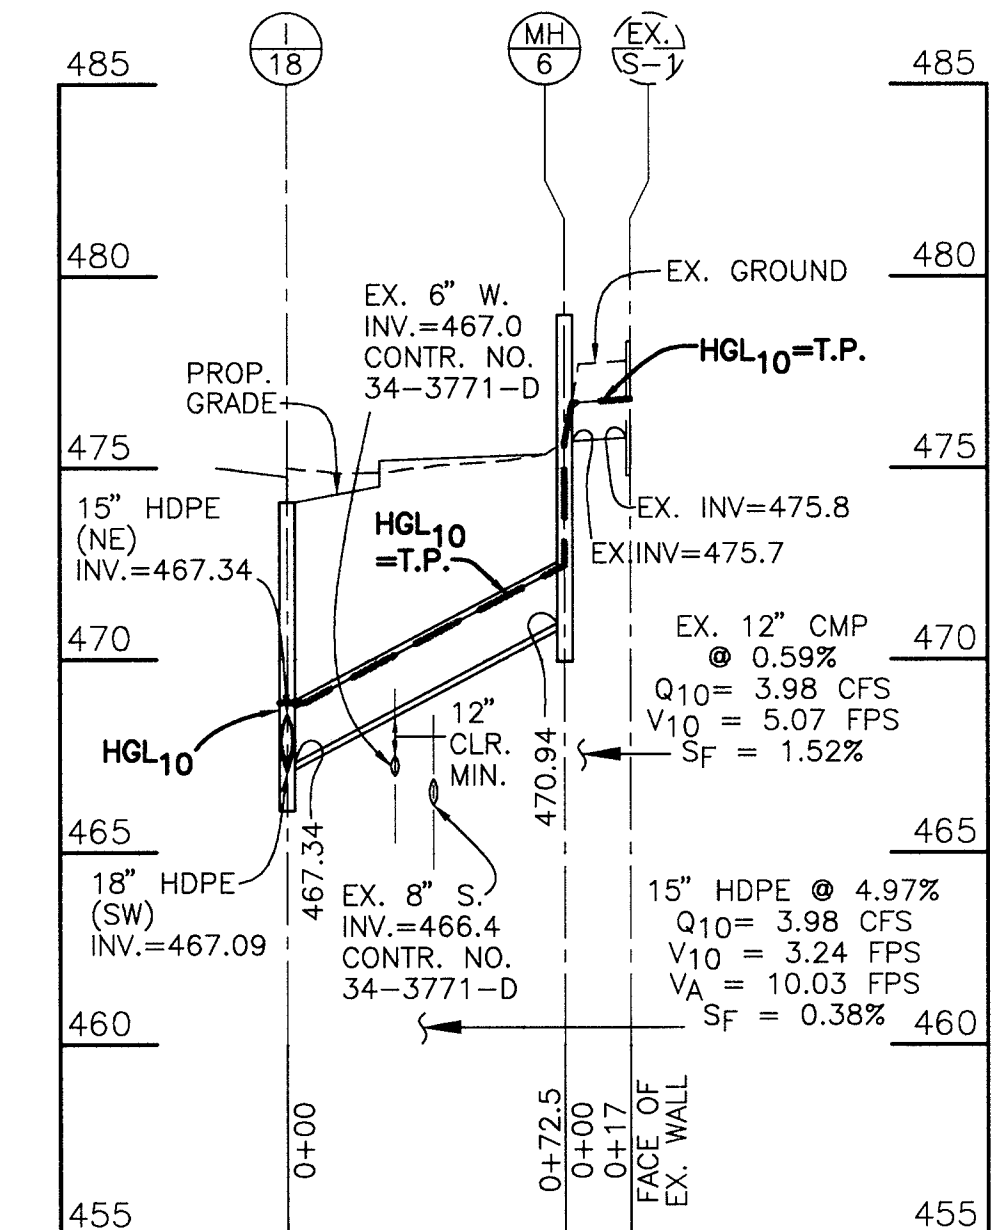 I
18
MH
6
EX.
S-1
485
485
480
480
EX. GROUND
EX. 6" W.
INV.=467.0
CONTR. NO.
34-3771-D
HGL10=T.P.
PROP.
GRADE
475
475
15" HDPE
(NE)
INV.=467.34
HGL10
=T.P.
EX. INV=475.8
EX.INV=475.7
470
470
EX. 12" CMP
@ 0.59%
Q10= 3.98 CFS
V10 = 5.07 FPS
SF = 1.52%
12"
CLR.
MIN.
HGL10
470.94
467.34
465
465
18" HDPE
(SW)
INV.=467.09
EX. 8" S.
INV.=466.4
CONTR. NO.
34-3771-D
15" HDPE @ 4.97%
Q10= 3.98 CFS
V10 = 3.24 FPS
VA = 10.03 FPS
SF = 0.38%
460
460
0+00
0+72.5
0+00
0+17
FACE OF
EX. WALL
455
455